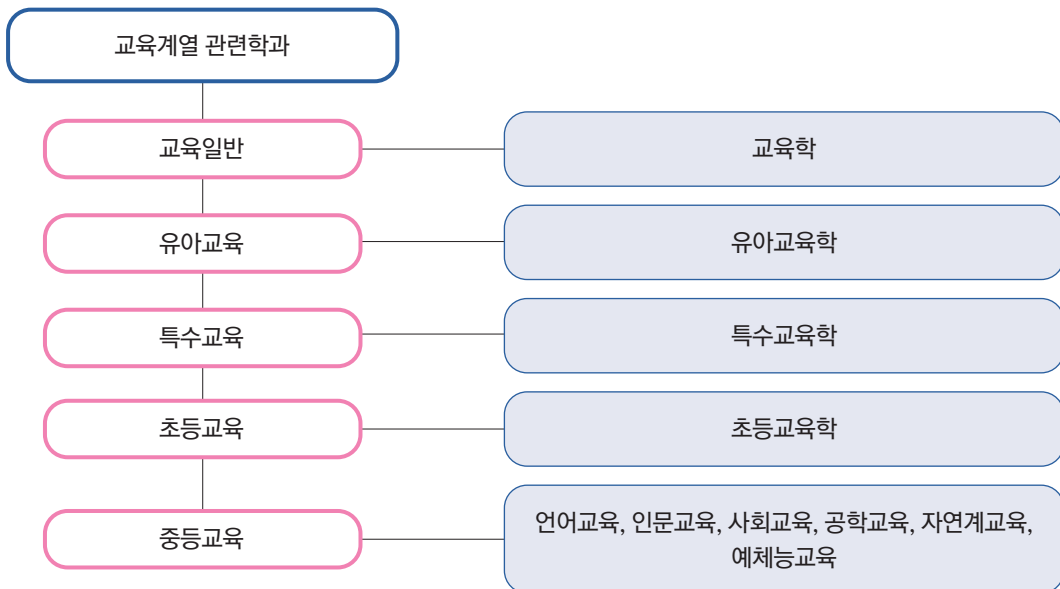 교육계열 관련학과
교육일반
교육학
유아교육
유아교육학
특수교육
특수교육학
초등교육
초등교육학
중등교육
언어교육, 인문교육, 사회교육, 공학교육, 자연계교육,
예체능교육